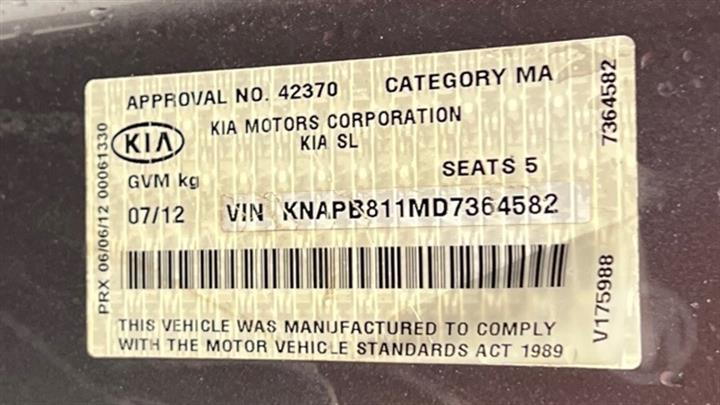 APPROVAL NO. 42370 CATEGORY MA
KIA KIA MOTORS CORPORATION
KIA SL
GVM kg SEATS 5
07/12 VIN KNAPB811MD7364582
THIS VEHICLE WAS MANUFACTURED TO COMPLY
WITH THE MOTOR VEHICLE STANDARDS ACT 1989
PRX 06/06/12 00061330
7364582
V175988